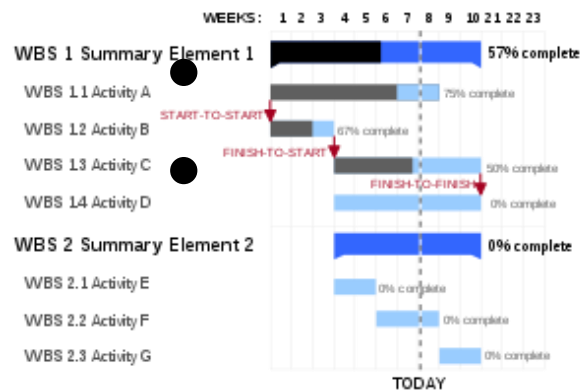 WEEKS: 1 2 3 4 5 6 7 8 9 10 21 22 23
WBS 1 Summary Element 1 57% complete
WBS 1.1 Activity A 75% complete
START-TO-START
WBS 1.2 Activity B 67% complete
FINISH-TO-START
WBS 1.3 Activity C 50% complete
FINISH-TO-FINISH
WBS 1.4 Activity D 0% complete
WBS 2 Summary Element 2 0% complete
WBS 2.1 Activity E 0% complete
WBS 2.2 Activity F 0% complete
WBS 2.3 Activity G 0% complete
TODAY